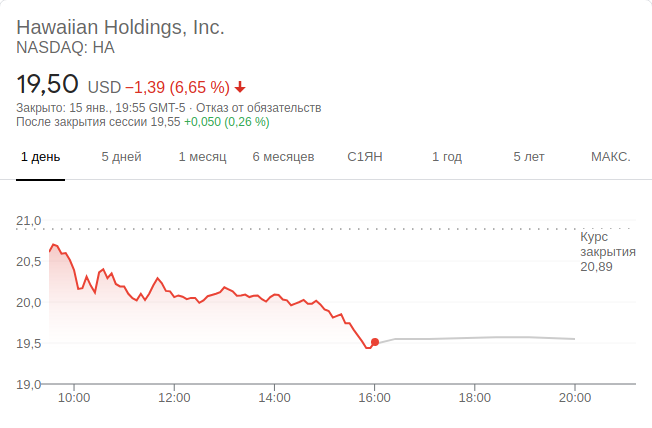 Hawaiian Holdings, Inc.
NASDAQ: HA
19,50 USD −1,39 (6,65 %)
Закрыто: 15 янв., 19:55 GMT-5 · Отказ от обязательств
После закрытия сессии 19,55 +0,050 (0,26 %)
1 день 5 дней 1 месяц 6 месяцев С1ЯН 1 год 5 лет МАКС.
21,0
Курс
закрытия
20,89
20,5
20,0
19,5
19,0
10:00 12:00 14:00 16:00 18:00 20:00